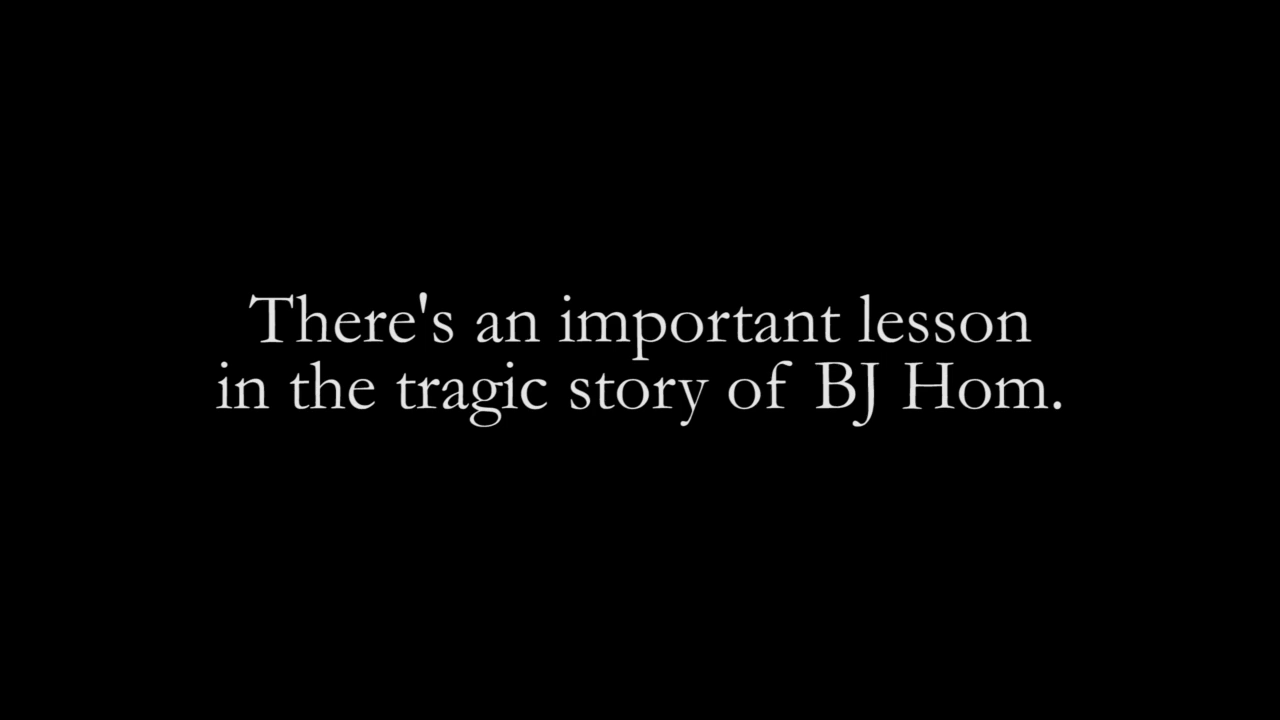 There's an important lesson
in the tragic story of BJ Hom.